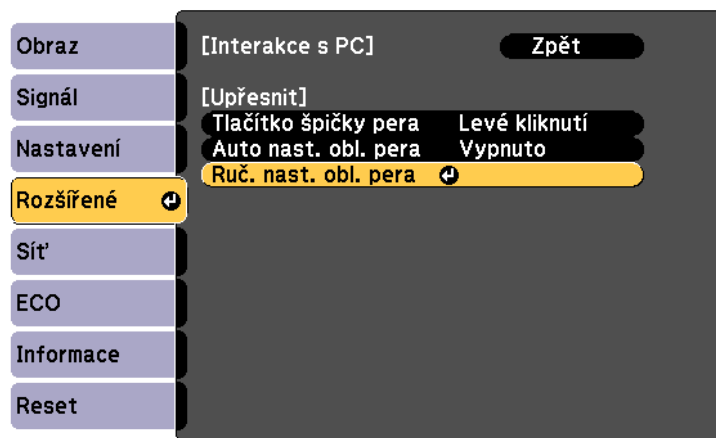 Obraz
Signál
Nastavení
Rozšířené
Síť
ECO
Informace
Reset
[Interakce s PC] Zpět
[Upřesnit]
Tlačítko špičky pera Levé kliknutí
Auto nast. obl. pera Vypnuto
Ruč. nast. obl. pera